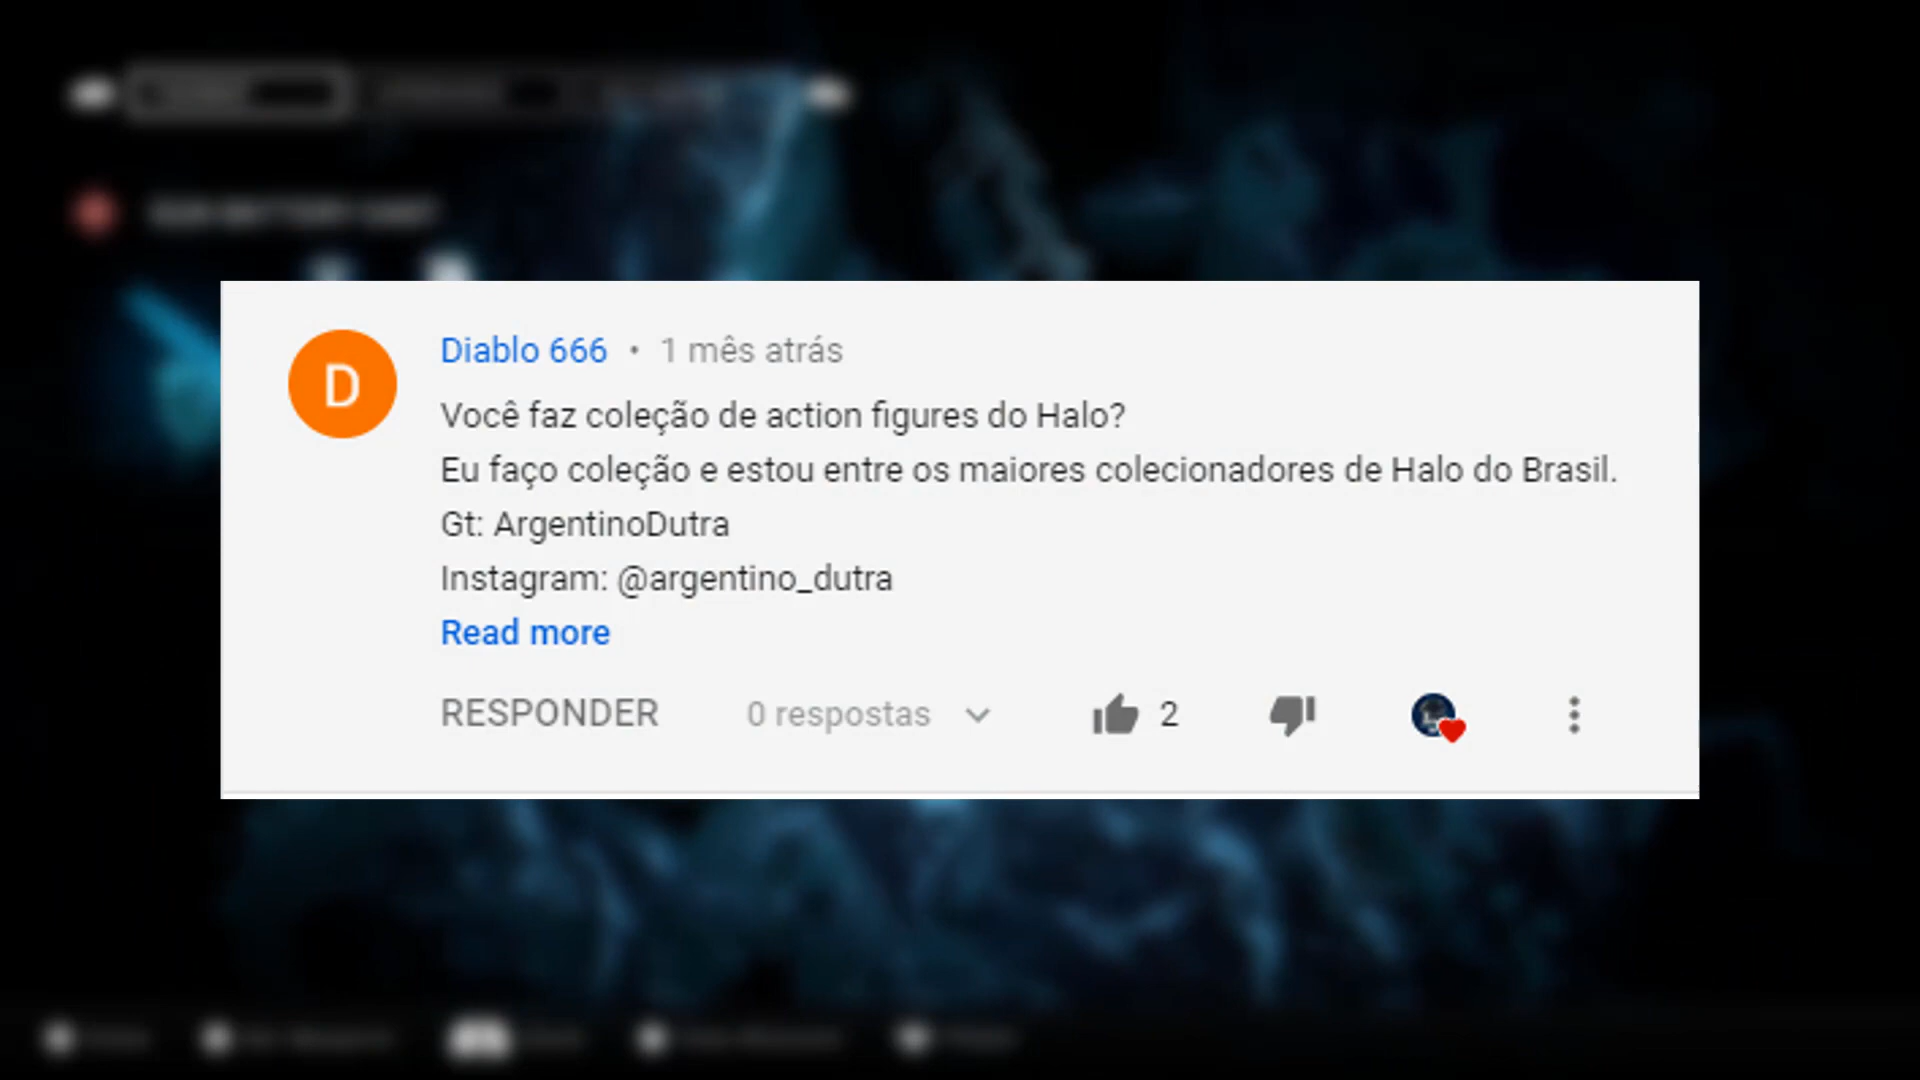 D
Diablo 666 • 1 mês atrás
Você faz coleção de action figures do Halo?
Eu faço coleção e estou entre os maiores colecionadores de Halo do Brasil.
Gt: ArgentinoDutra
Instagram: @argentino_dutra
Read more
RESPONDER 0 respostas 2